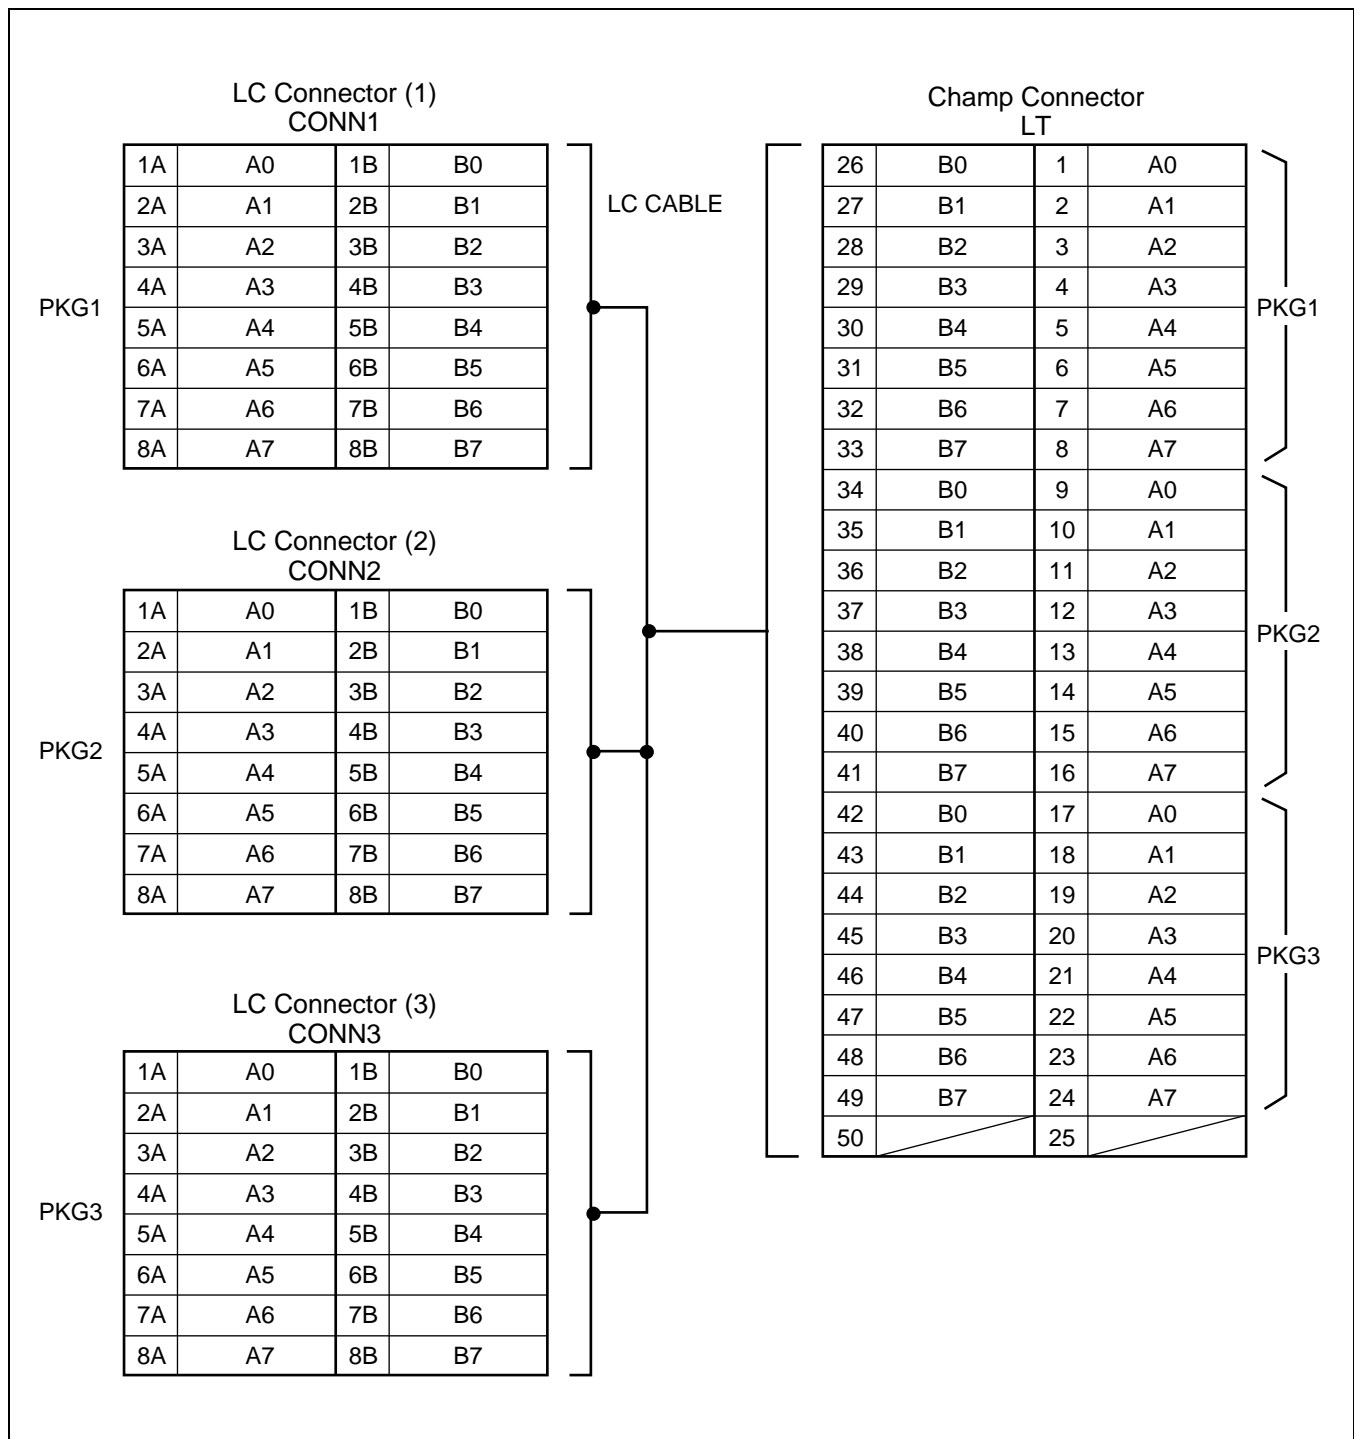 LC Connector (1)
CONN1
1A A0 1B B0
2A A1 2B B1
3A A2 3B B2
4A A3 4B B3
5A A4 5B B4
6A A5 6B B5
7A A6 7B B6
8A A7 8B B7
PKG1
LC CABLE
LC Connector (2)
CONN2
1A A0 1B B0
2A A1 2B B1
3A A2 3B B2
4A A3 4B B3
5A A4 5B B4
6A A5 6B B5
7A A6 7B B6
8A A7 8B B7
PKG2
LC Connector (3)
CONN3
1A A0 1B B0
2A A1 2B B1
3A A2 3B B2
4A A3 4B B3
5A A4 5B B4
6A A5 6B B5
7A A6 7B B6
8A A7 8B B7
PKG3
Champ Connector
LT
26 B0 1 A0
27 B1 2 A1
28 B2 3 A2
29 B3 4 A3
30 B4 5 A4
31 B5 6 A5
32 B6 7 A6
33 B7 8 A7
34 B0 9 A0
35 B1 10 A1
36 B2 11 A2
37 B3 12 A3
38 B4 13 A4
39 B5 14 A5
40 B6 15 A6
41 B7 16 A7
42 B0 17 A0
43 B1 18 A1
44 B2 19 A2
45 B3 20 A3
46 B4 21 A4
47 B5 22 A5
48 B6 23 A6
49 B7 24 A7
50 25
PKG1
PKG2
PKG3